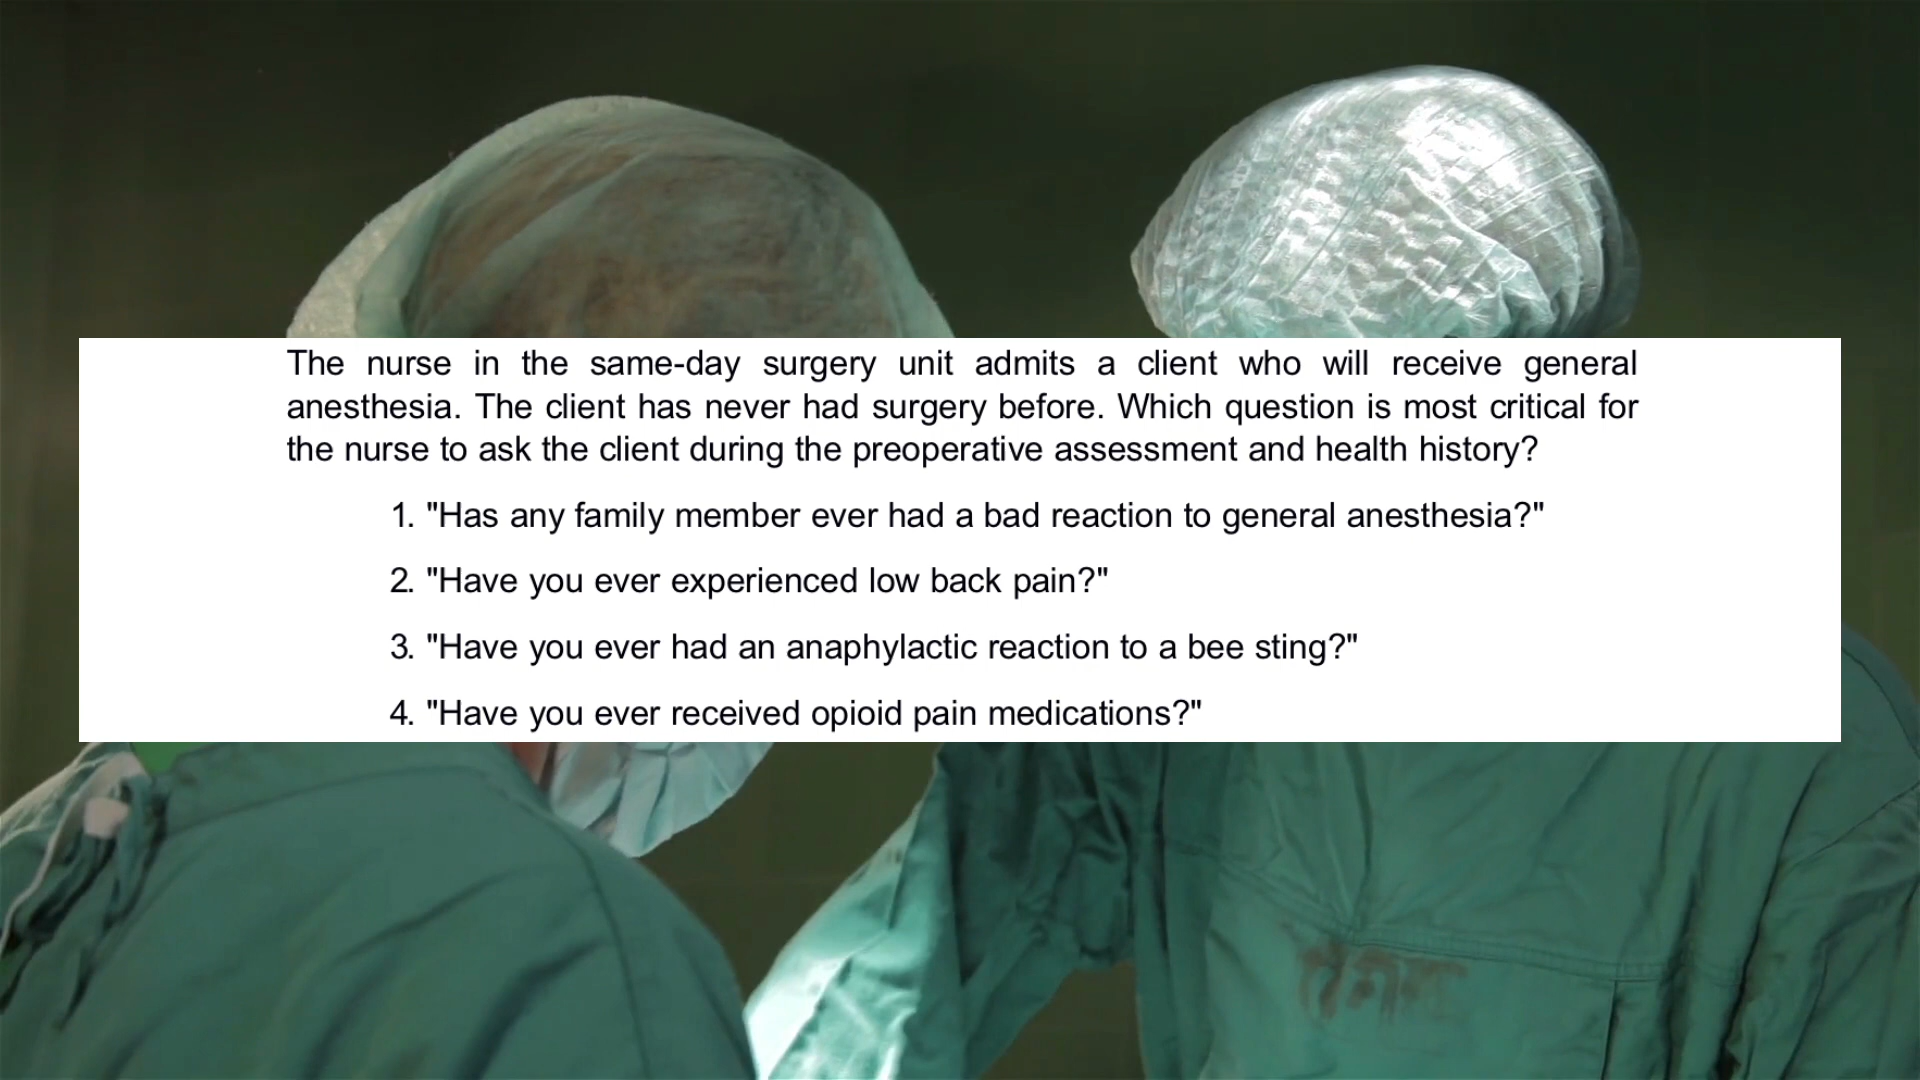 The nurse in the same-day surgery unit admits a client who will receive general
anesthesia. The client has never had surgery before. Which question is most critical for
the nurse to ask the client during the preoperative assessment and health history?
1. "Has any family member ever had a bad reaction to general anesthesia?"
2. "Have you ever experienced low back pain?"
3. "Have you ever had an anaphylactic reaction to a bee sting?"
4. "Have you ever received opioid pain medications?"